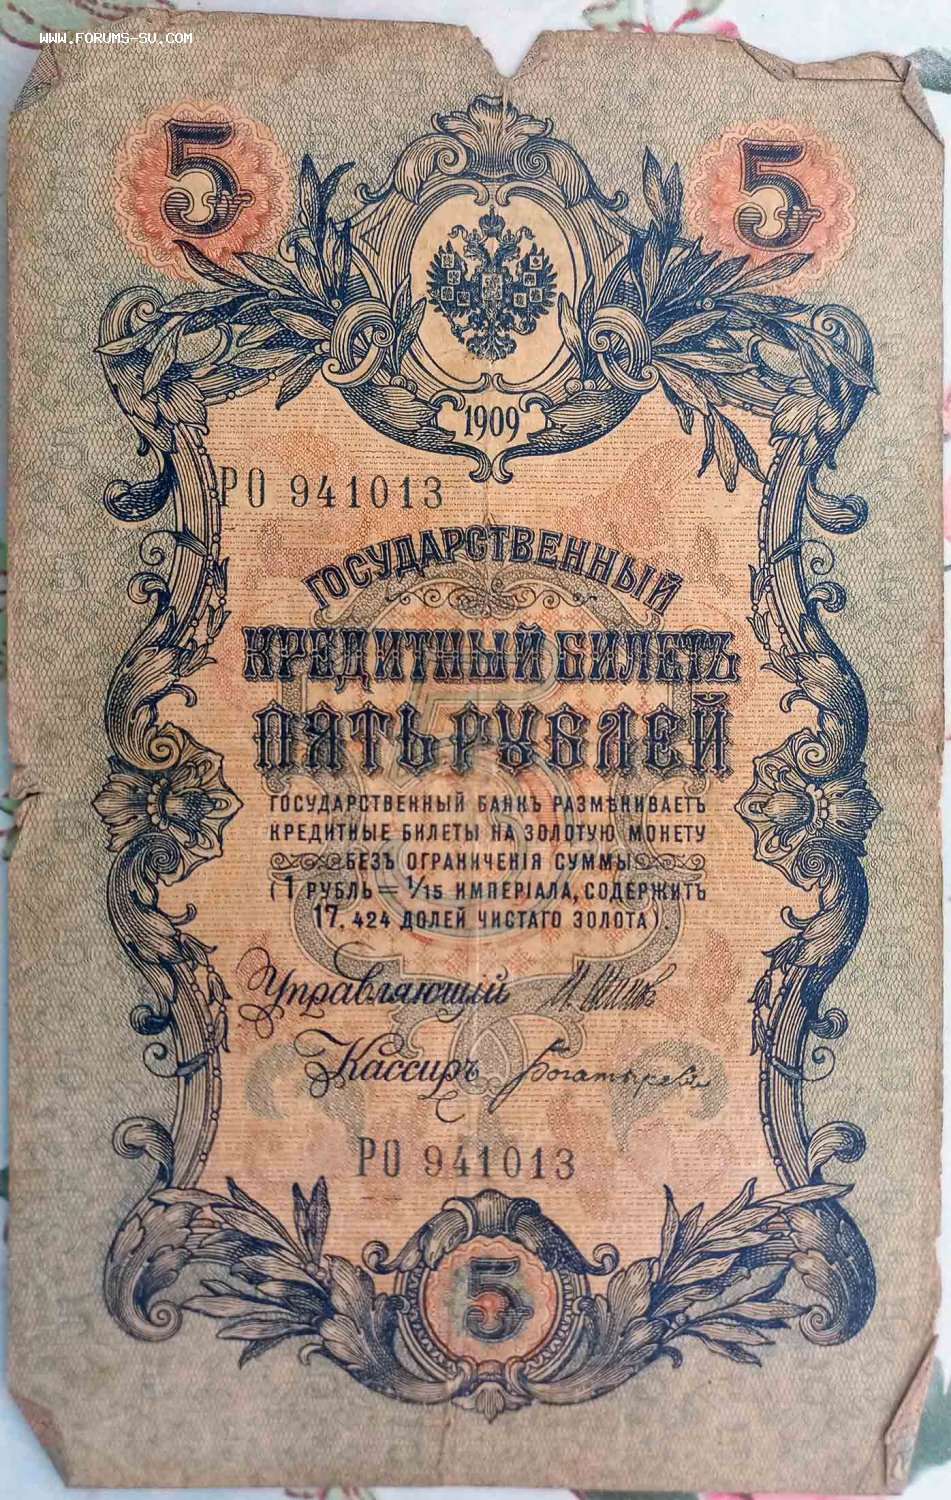 WWW.FORUMS-SU.COM
5 5
1909
РО 941013
ГОСУДАРСТВЕННЫЙ
КРЕДИТНЫЙ БИЛЕТЪ
ПЯТЬ РУБЛЕЙ
ГОСУДАРСТВЕННЫЙ БАНКЪ РАЗМѢНИВАЕТЪ
КРЕДИТНЫЕ БИЛЕТЫ НА ЗОЛОТУЮ МОНЕТУ
БЕЗЪ ОГРАНИЧЕНІЯ СУММЫ
(1 РУБЛЬ = 1/15 ИМПЕРІАЛА, СОДЕРЖИТЪ
17,424 ДОЛЕЙ ЧИСТАГО ЗОЛОТА).
Управляющій И. Шиповъ
Кассиръ Богатыревъ
РО 941013
5